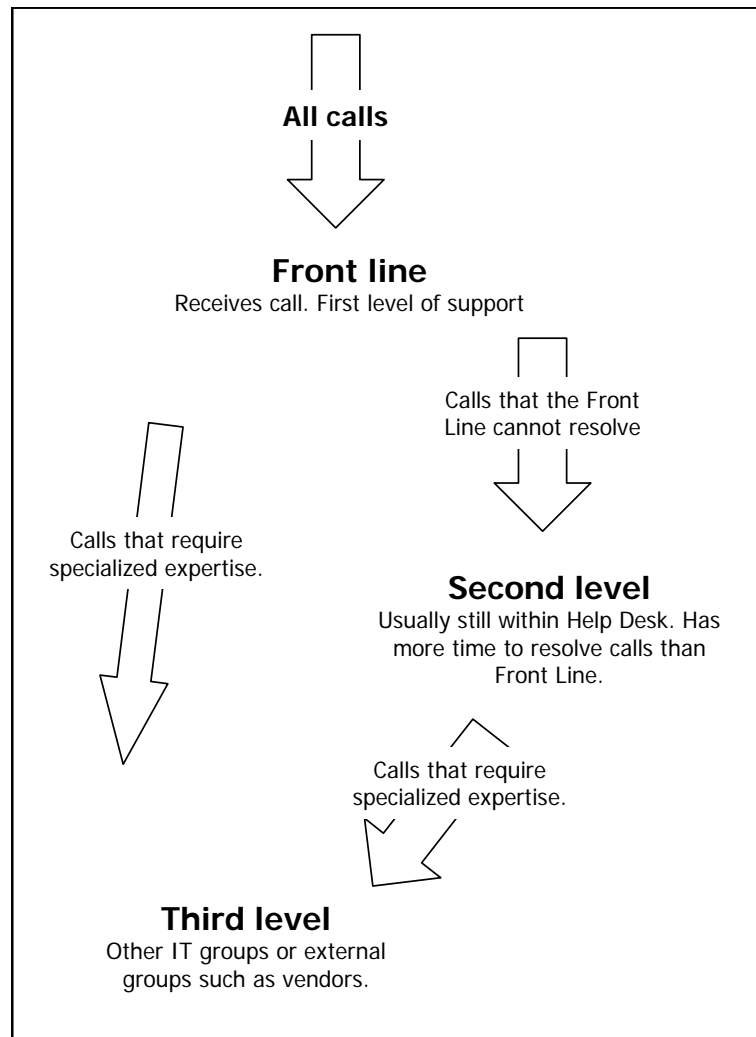 All calls
Front line
Receives call. First level of support
Calls that the Front
Line cannot resolve
Calls that require
specialized expertise.
Second level
Usually still within Help Desk. Has
more time to resolve calls than
Front Line.
Calls that require
specialized expertise.
Third level
Other IT groups or external
groups such as vendors.